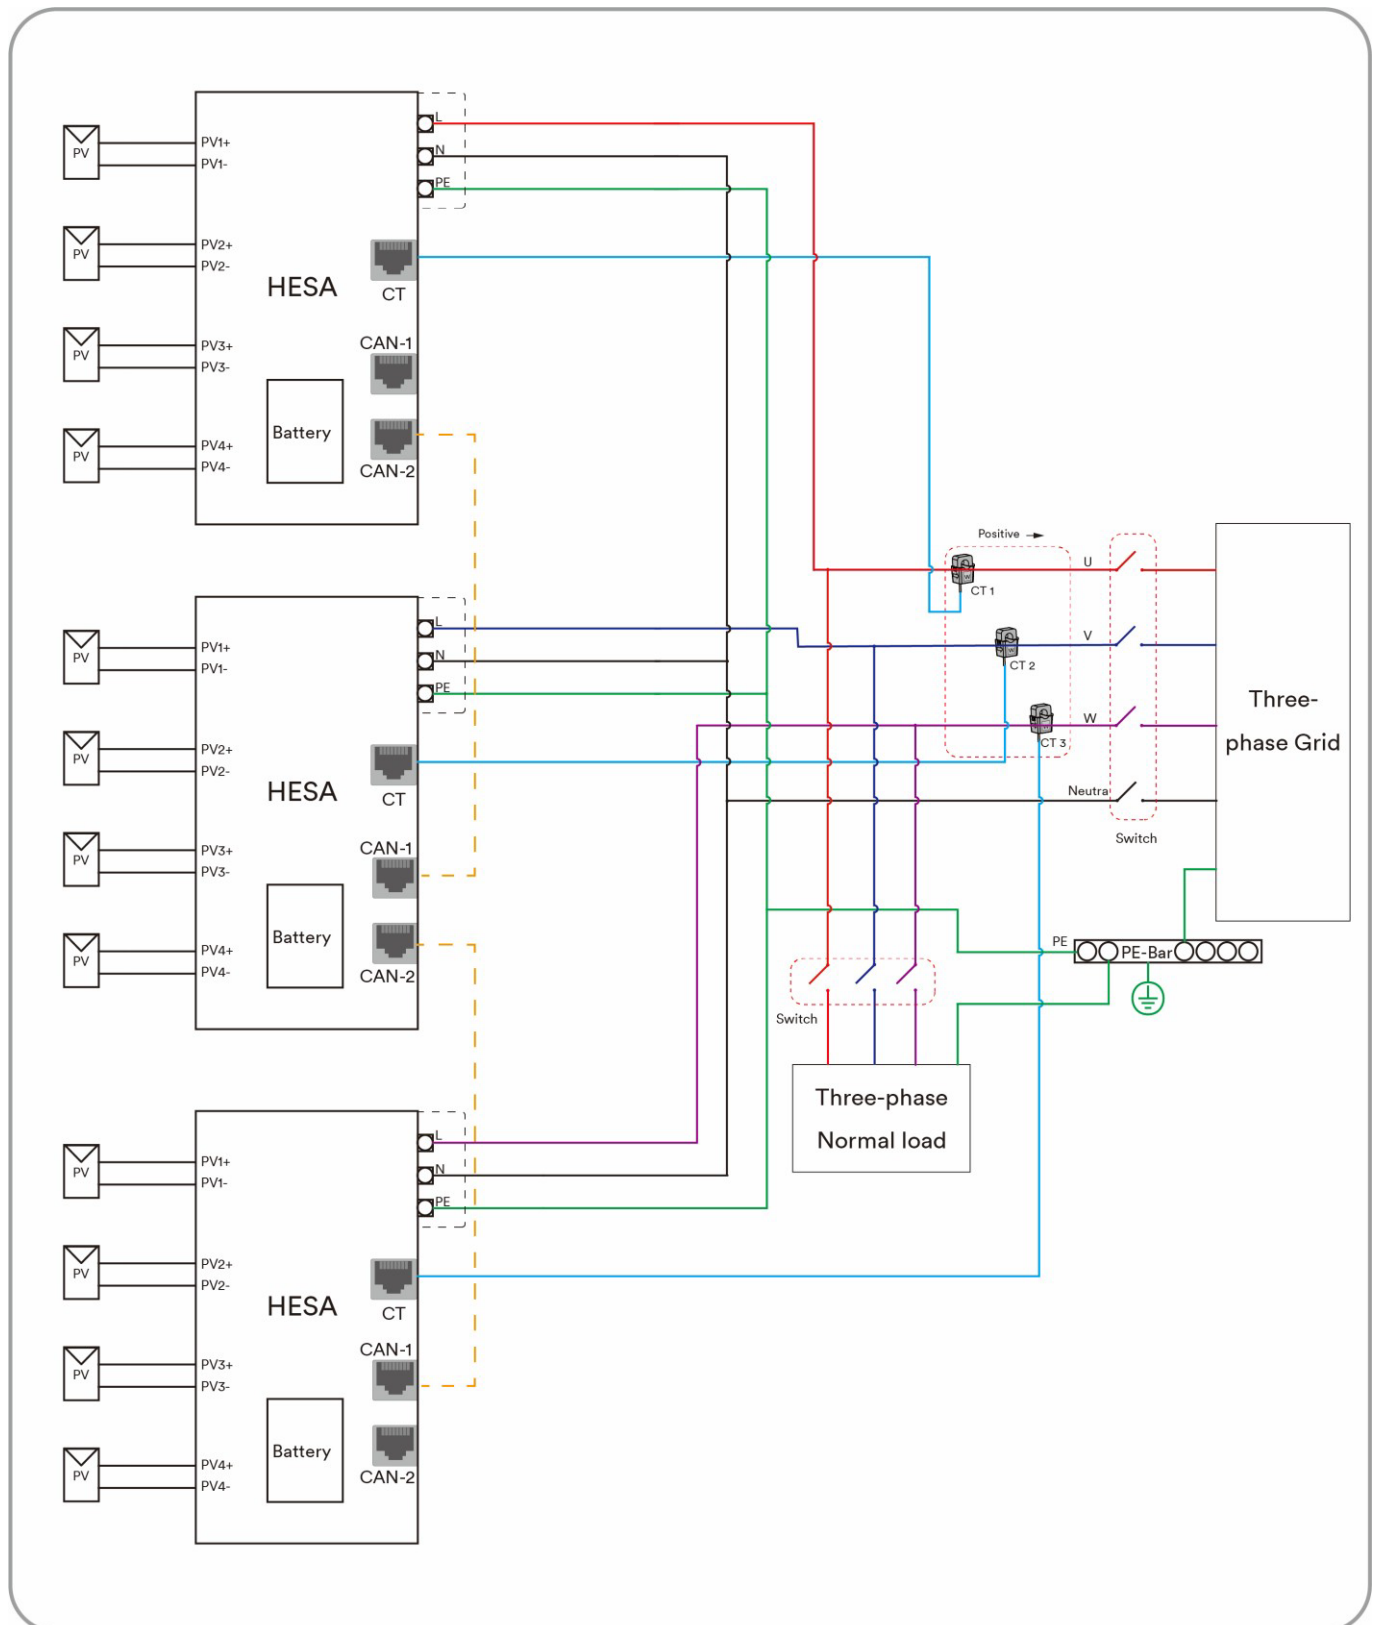 L
PV1+
PV
N
PV1-
PE
PV2+
PV
PV2-
HESA
CT
CAN-1
PV3+
PV
PV3-
Battery
PV4+
PV
PV4-
CAN-2
Positive
U
CT 1
L
PV1+
PV
N
PV1-
PE
V
CT 2
W
CT 3
Three-
phase Grid
PV2+
PV
PV2-
HESA
CT
Neutra
Switch
CAN-1
PV3+
PV
PV3-
Battery
PV4+
PV
PV4-
CAN-2
PE
PE-Bar
Switch
Three-phase
Normal load
L
PV1+
PV
N
PV1-
PE
PV2+
PV
PV2-
HESA
CT
CAN-1
PV3+
PV
PV3-
Battery
PV4+
PV
PV4-
CAN-2